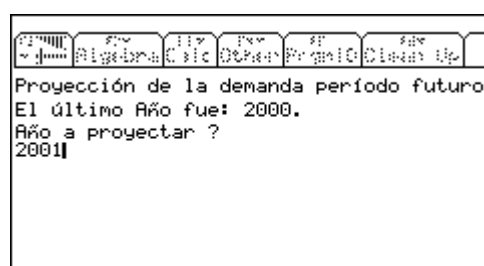 Algebra Calc Other PrgmIO Clean Up
Proyección de la demanda período futuro
El último Año fue: 2000.
Año a proyectar ?
2001